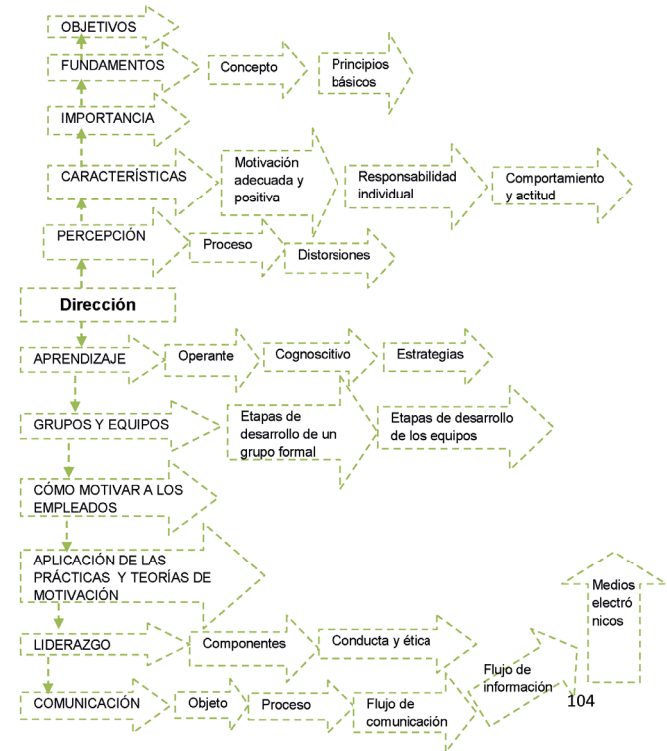 OBJETIVOS
FUNDAMENTOS
Concepto
Principios
básicos
IMPORTANCIA
CARACTERÍSTICAS
Motivación
adecuada y
positiva
Responsabilidad
individual
Comportamiento
y actitud
PERCEPCIÓN
Proceso
Distorsiones
Dirección
APRENDIZAJE
Operante
Cognoscitivo
Estrategias
GRUPOS Y EQUIPOS
Etapas de
desarrollo de un
grupo formal
Etapas de desarrollo
de los equipos
CÓMO MOTIVAR A LOS
EMPLEADOS
APLICACIÓN DE LAS
PRÁCTICAS Y TEORÍAS DE
MOTIVACIÓN
LIDERAZGO
Componentes
Conducta y ética
COMUNICACIÓN
Objeto
Proceso
Flujo de
comunicación
Flujo de
información
Medios
electró
nicos
104